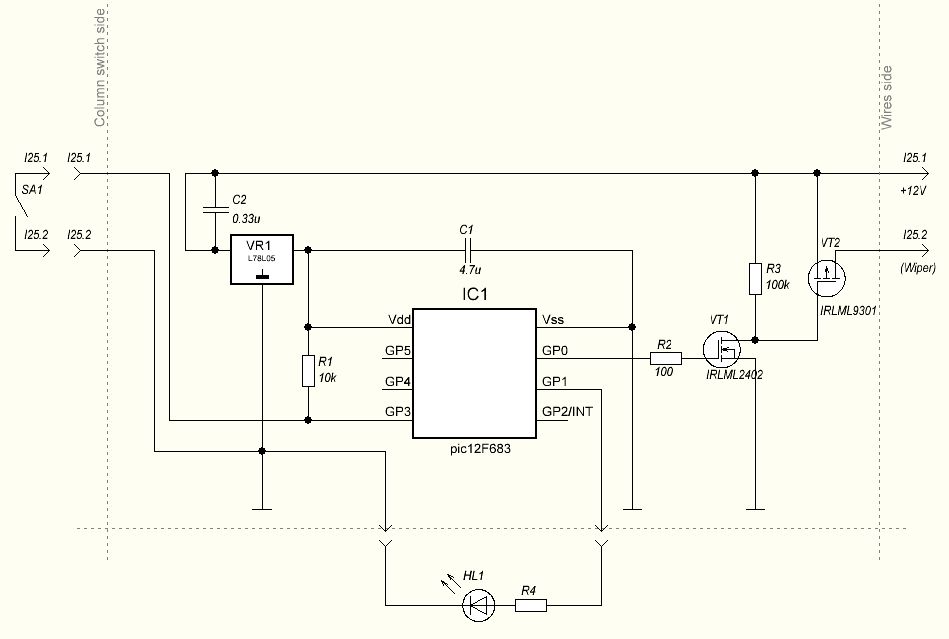 Column switch side
Wires side
I25.1 I25.1 I25.1
SA1
+12V
C2
0.33u
I25.2 I25.2 I25.2
(Wiper)
VR1
L78L05
C1
4.7u
VT2
IRLML9301
R3
100k
IC1
Vdd Vss
GP5 GP0
GP4 GP1
GP3 GP2/INT
pic12F683
R1
10k
R2
100
VT1
IRLML2402
HL1
R4